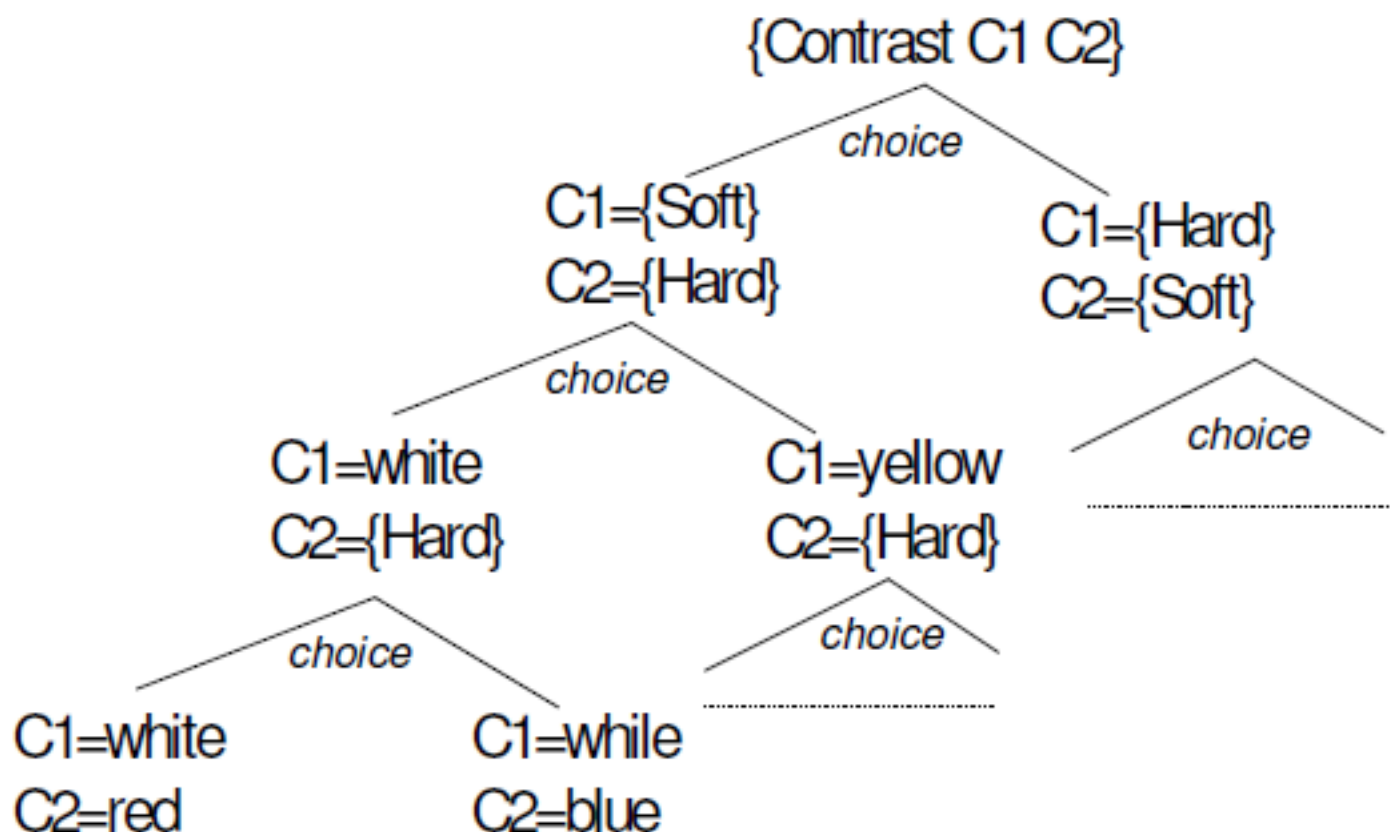 {Contrast C1 C2}
choice
C1={Soft}
C2={Hard}
C1={Hard}
C2={Soft}
choice
choice
C1=white
C2={Hard}
C1=yellow
C2={Hard}
choice
choice
C1=white
C2=red
C1=while
C2=blue